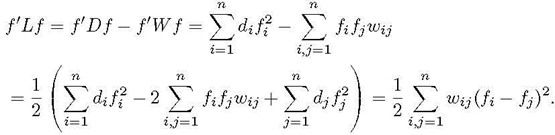 f′Lf = f′Df − f′Wf = \sum_{i=1}^{n} d_i f_i^2 − \sum_{i,j=1}^{n} f_i f_j w_{ij}
= \frac{1}{2} \left( \sum_{i=1}^{n} d_i f_i^2 − 2 \sum_{i,j=1}^{n} f_i f_j w_{ij} + \sum_{j=1}^{n} d_j f_j^2 \right) = \frac{1}{2} \sum_{i,j=1}^{n} w_{ij} (f_i − f_j)^2.